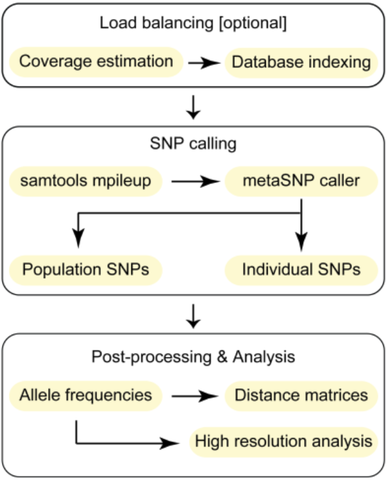 Load balancing [optional]
Coverage estimation
Database indexing
SNP calling
samtools mpileup
metaSNP caller
Population SNPs
Individual SNPs
Post-processing & Analysis
Allele frequencies
Distance matrices
High resolution analysis